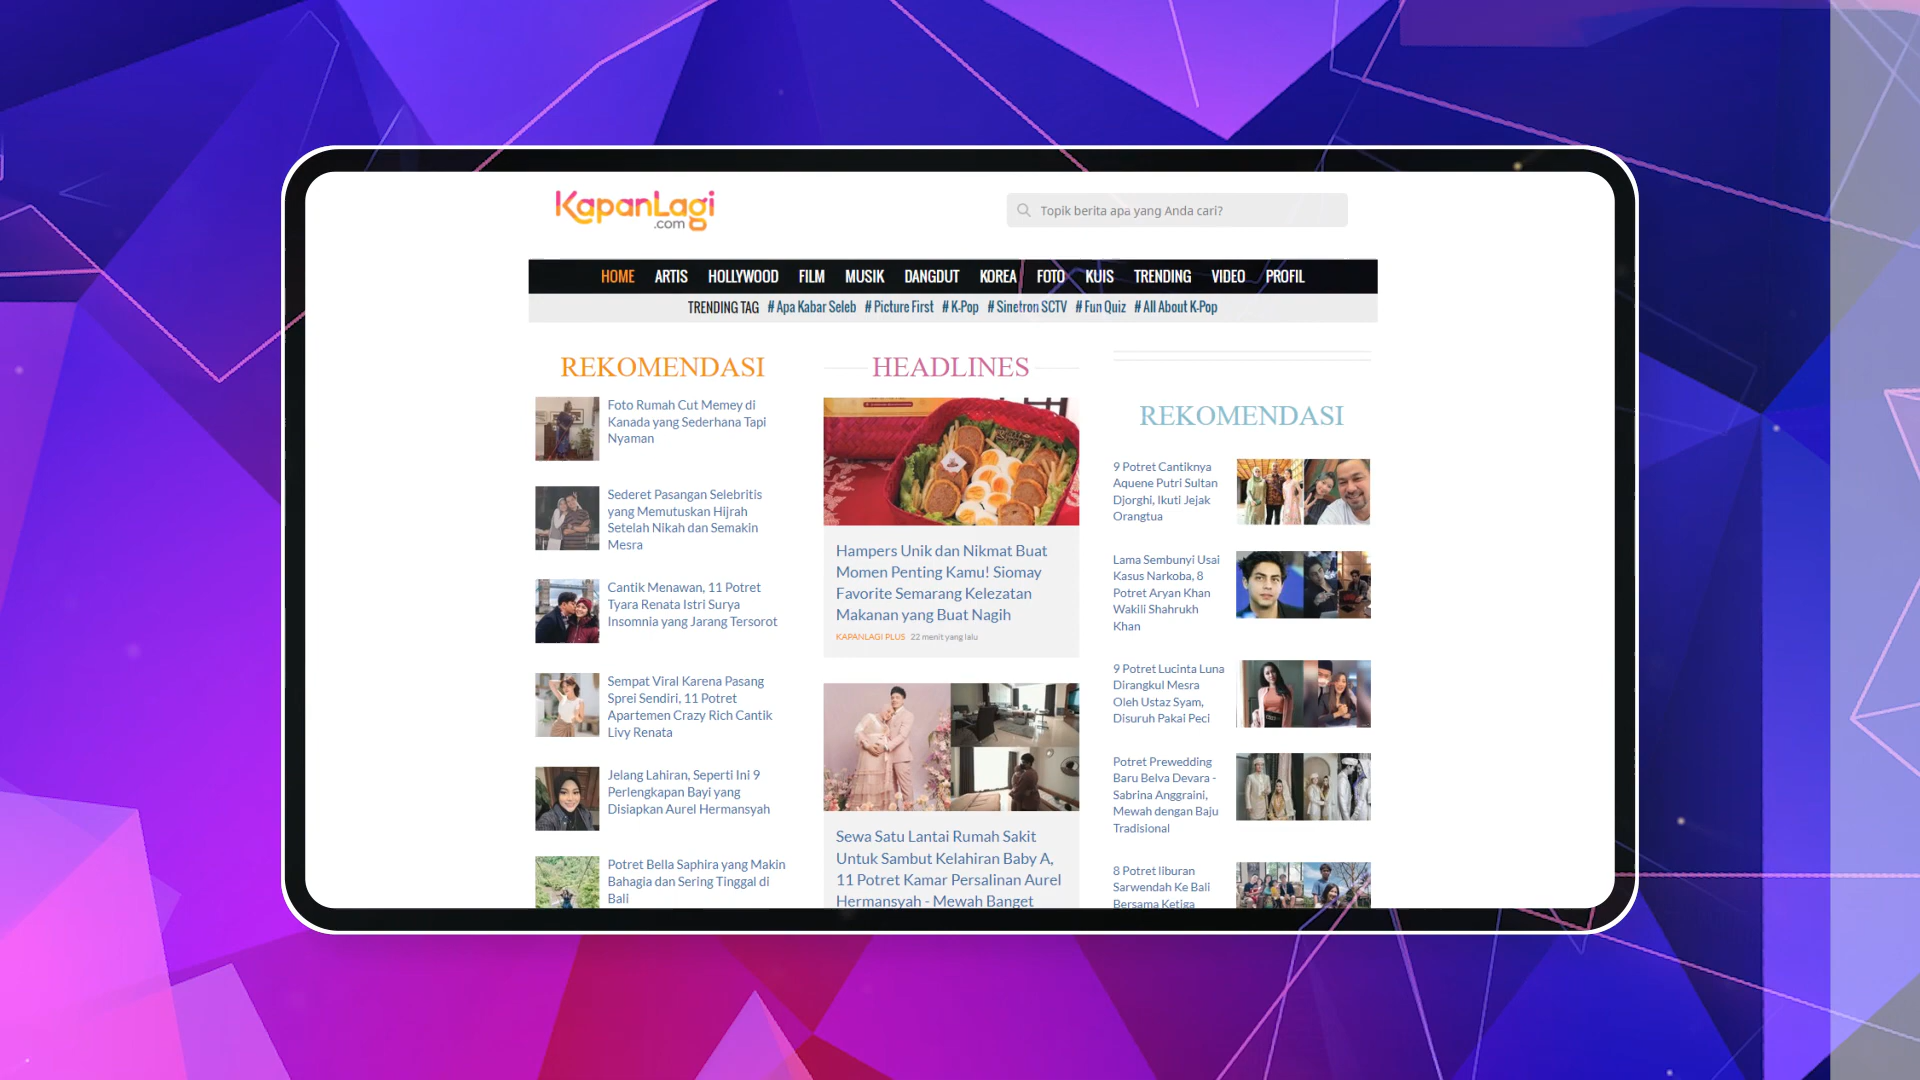 KapanLagi
.com
Topik berita apa yang Anda cari?
HOME ARTIS HOLLYWOOD FILM MUSIK DANGDUT KOREA FOTO KUIS TRENDING VIDEO PROFIL
TRENDING TAG # Apa Kabar Seleb # Picture First # K-Pop # Sinetron SCTV # Fun Quiz # All About K-Pop
REKOMENDASI
Foto Rumah Cut Memey di
Kanada yang Sederhana Tapi
Nyaman
Sederet Pasangan Selebritis
yang Memutuskan Hijrah
Setelah Nikah dan Semakin
Mesra
Cantik Menawan, 11 Potret
Tyara Renata Istri Surya
Insomnia yang Jarang Tersorot
Sempat Viral Karena Pasang
Sprei Sendiri, 11 Potret
Apartemen Crazy Rich Cantik
Livy Renata
Jelang Lahiran, Seperti Ini 9
Perlengkapan Bayi yang
Disiapkan Aurel Hermansyah
Potret Bella Saphira yang Makin
Bahagia dan Sering Tinggal di
Bali
HEADLINES
Hampers Unik dan Nikmat Buat
Momen Penting Kamu! Siomay
Favorite Semarang Kelezatan
Makanan yang Buat Nagih
KAPANLAGI PLUS 22 menit yang lalu
Sewa Satu Lantai Rumah Sakit
Untuk Sambut Kelahiran Baby A,
11 Potret Kamar Persalinan Aurel
Hermansyah - Mewah Banget
REKOMENDASI
9 Potret Cantiknya
Aquene Putri Sultan
Djorghi, Ikuti Jejak
Orangtua
Lama Sembunyi Usai
Kasus Narkoba, 8
Potret Aryan Khan
Wakili Shahrukh
Khan
9 Potret Lucinta Luna
Dirangkul Mesra
Oleh Ustaz Syam,
Disuruh Pakai Peci
Potret Prewedding
Baru Belva Devara -
Sabrina Anggraini,
Mewah dengan Baju
Tradisional
8 Potret liburan
Sarwendah Ke Bali
Bersama Ketiga